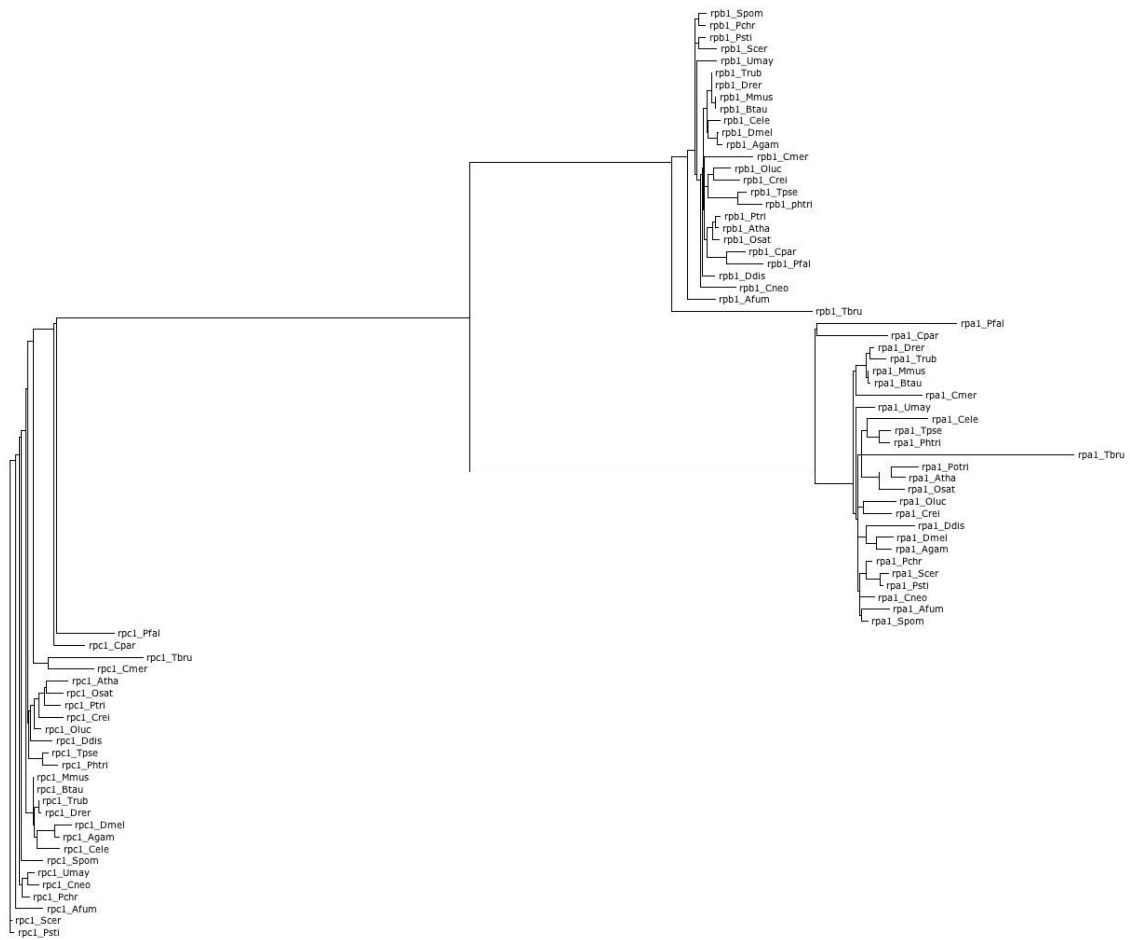 rpb1_Spom
rpb1_Pchr
rpb1_Psti
rpb1_Scer
rpb1_Umay
rpb1_Trub
rpb1_Drer
rpb1_Mmus
rpb1_Btau
rpb1_Cele
rpb1_Dmel
rpb1_Agam
rpb1_Cmer
rpb1_Oluc
rpb1_Crei
rpb1_Tpse
rpb1_phtri
rpb1_Ptri
rpb1_Atha
rpb1_Osat
rpb1_Cpar
rpb1_Pfal
rpb1_Ddis
rpb1_Cneo
rpb1_Afum
rpb1_Tbru
rpa1_Pfal
rpa1_Cpar
rpa1_Drer
rpa1_Trub
rpa1_Mmus
rpa1_Btau
rpa1_Cmer
rpa1_Umay
rpa1_Cele
rpa1_Tpse
rpa1_Phtri
rpa1_Tbru
rpa1_Potri
rpa1_Atha
rpa1_Osat
rpa1_Oluc
rpa1_Crei
rpa1_Ddis
rpa1_Dmel
rpa1_Agam
rpa1_Pchr
rpa1_Scer
rpa1_Psti
rpa1_Cneo
rpa1_Afum
rpa1_Spom
rpc1_Pfal
rpc1_Cpar
rpc1_Tbru
rpc1_Cmer
rpc1_Atha
rpc1_Osat
rpc1_Ptri
rpc1_Crei
rpc1_Oluc
rpc1_Ddis
rpc1_Tpse
rpc1_Phtri
rpc1_Mmus
rpc1_Btau
rpc1_Trub
rpc1_Drer
rpc1_Dmel
rpc1_Agam
rpc1_Cele
rpc1_Spom
rpc1_Umay
rpc1_Cneo
rpc1_Pchr
rpc1_Afum
rpc1_Scer
rpc1_Psti